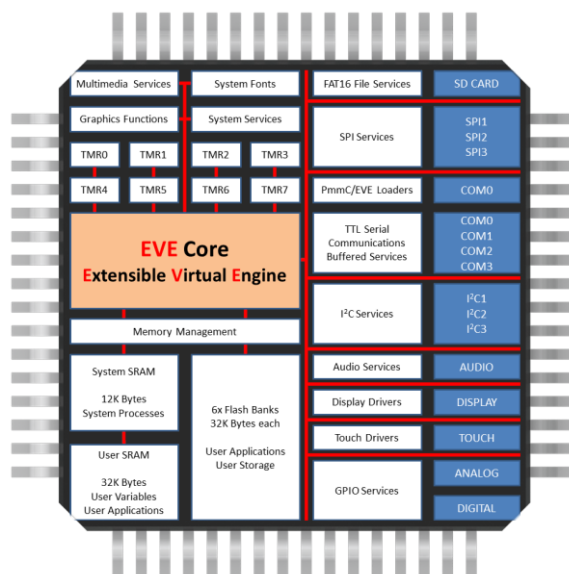 Multimedia Services
System Fonts
FAT16 File Services
SD CARD
Graphics Functions
System Services
SPI Services
SPI1
SPI2
SPI3
TMR0
TMR1
TMR2
TMR3
TMR4
TMR5
TMR6
TMR7
PmmC/EVE Loaders
COM0
EVE Core
Extensible Virtual Engine
TTL Serial
Communications
Buffered Services
COM0
COM1
COM2
COM3
I²C Services
I²C1
I²C2
I²C3
Memory Management
System SRAM
12K Bytes
System Processes
6x Flash Banks
32K Bytes each
User Applications
User Storage
Audio Services
AUDIO
Display Drivers
DISPLAY
Touch Drivers
TOUCH
User SRAM
32K Bytes
User Variables
User Applications
GPIO Services
ANALOG
DIGITAL